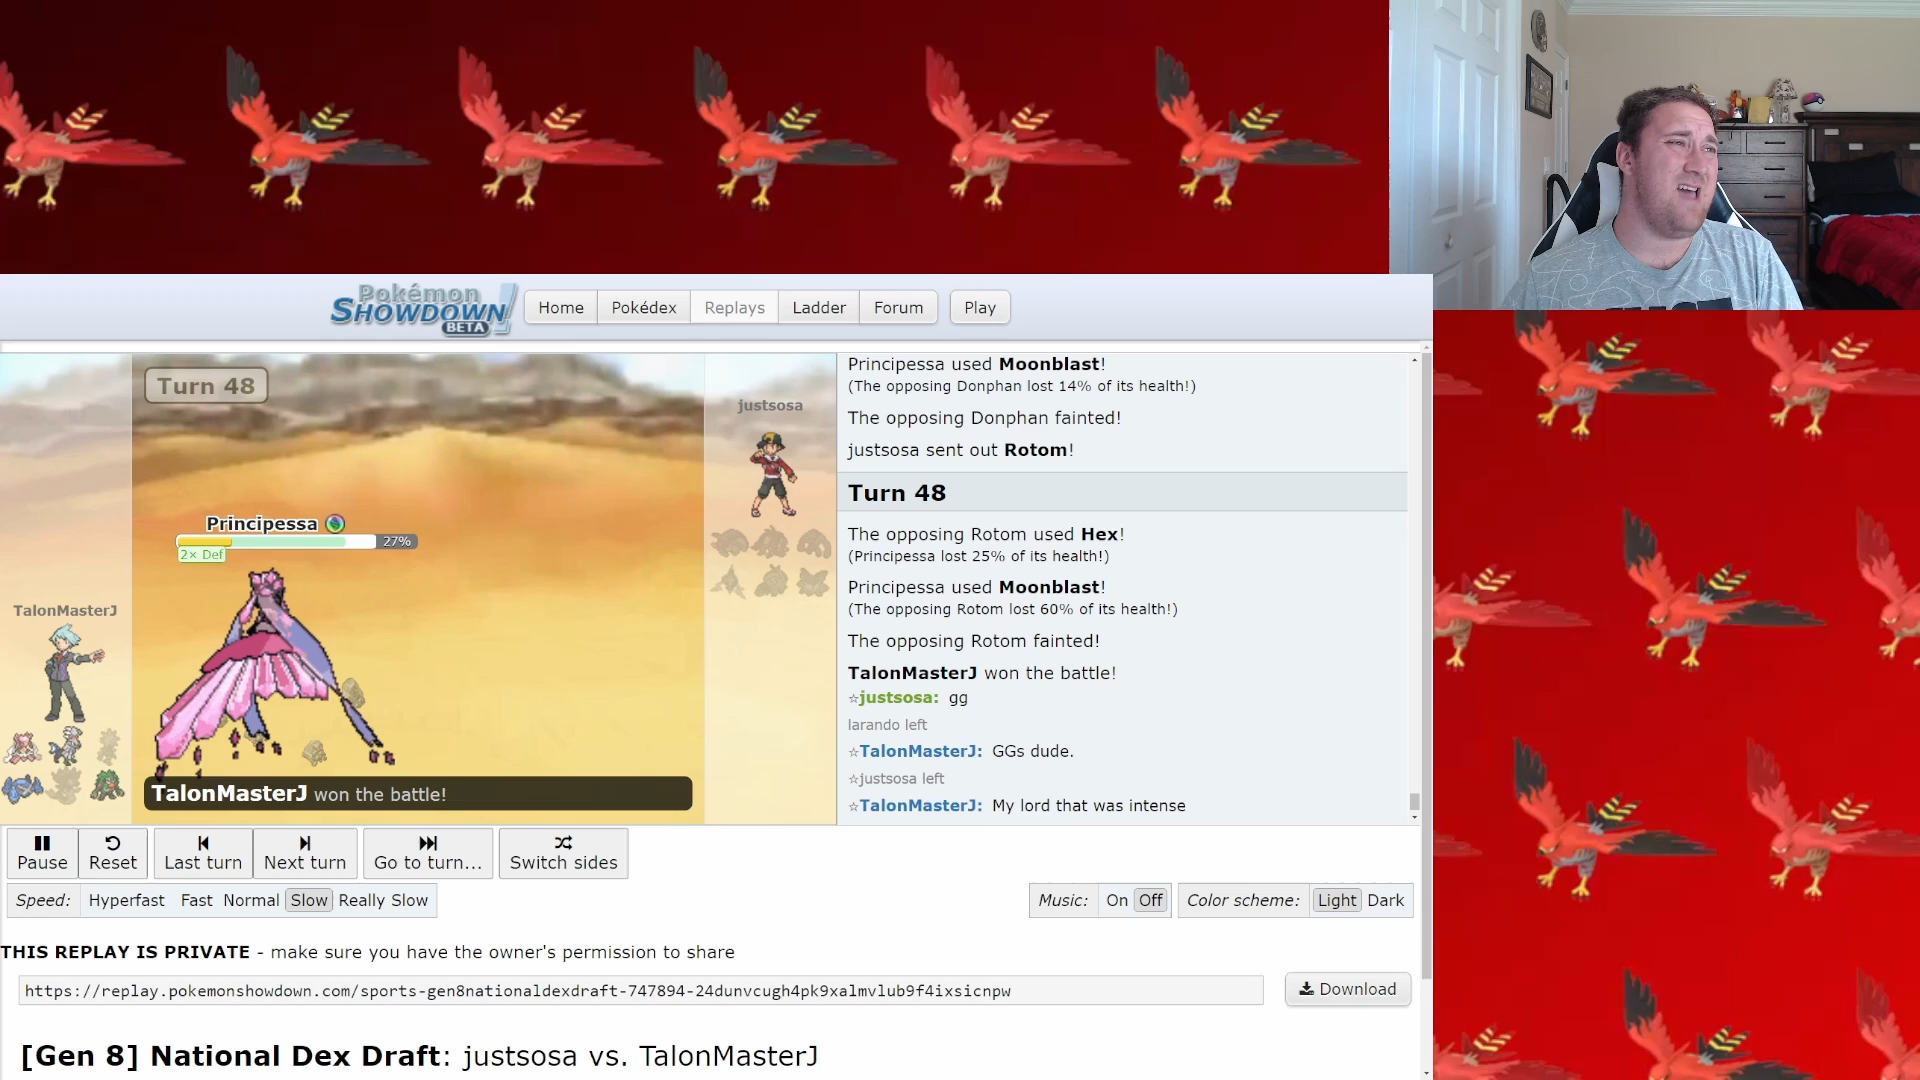 Pokémon
SHOWDOWN!
BETA
Home
Pokédex
Replays
Ladder
Forum
Play
Turn 48
justsosa
Principessa
27%
2× Def
TalonMasterJ
TalonMasterJ won the battle!
Principessa used Moonblast!
(The opposing Donphan lost 14% of its health!)
The opposing Donphan fainted!
justsosa sent out Rotom!
Turn 48
The opposing Rotom used Hex!
(Principessa lost 25% of its health!)
Principessa used Moonblast!
(The opposing Rotom lost 60% of its health!)
The opposing Rotom fainted!
TalonMasterJ won the battle!
☆justsosa: gg
larando left
☆TalonMasterJ: GGs dude.
☆justsosa left
☆TalonMasterJ: My lord that was intense
Pause
Reset
Last turn
Next turn
Go to turn...
Switch sides
Speed: Hyperfast Fast Normal Slow Really Slow
Music: On Off
Color scheme: Light Dark
THIS REPLAY IS PRIVATE - make sure you have the owner's permission to share
https://replay.pokemonshowdown.com/sports-gen8nationaldexdraft-747894-24dunvcugh4pk9xalmvlub9f4ixsicnpw
Download
[Gen 8] National Dex Draft: justsosa vs. TalonMasterJ